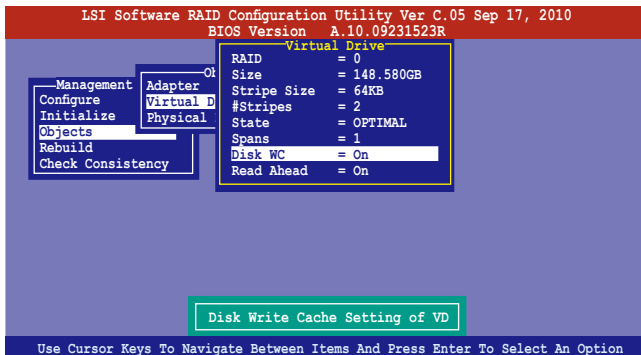 LSI Software RAID Configuration Utility Ver C.05 Sep 17, 2010
BIOS Version A.10.09231523R
Management
Configure
Initialize
Objects
Rebuild
Check Consistency
Ob
Adapter
Virtual D
Physical
Virtual Drive
RAID = 0
Size = 148.580GB
Stripe Size = 64KB
#Stripes = 2
State = OPTIMAL
Spans = 1
Disk WC = On
Read Ahead = On
Disk Write Cache Setting of VD
Use Cursor Keys To Navigate Between Items And Press Enter To Select An Option